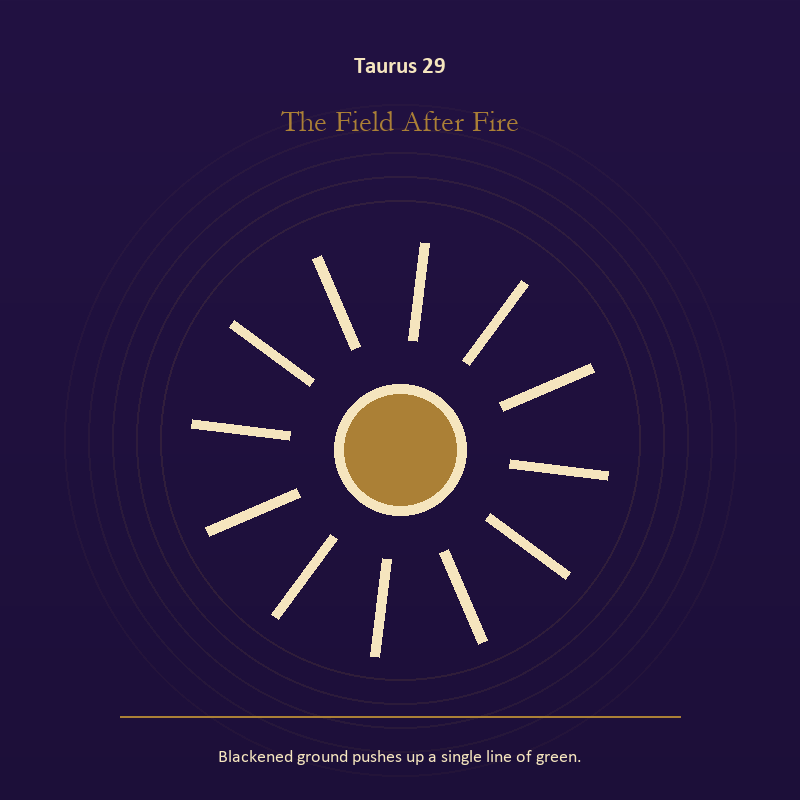 Taurus 29
The Field After Fire
Blackened ground pushes up a single line of green.